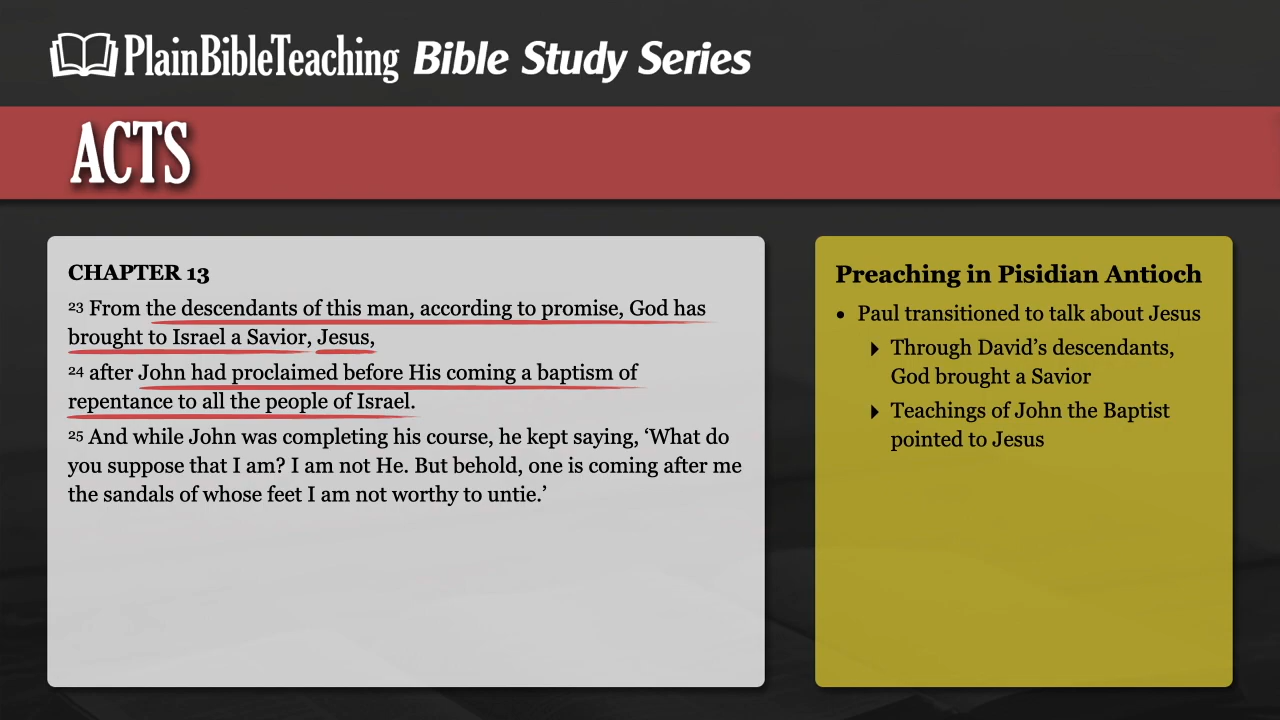 PlainBibleTeaching Bible Study Series
ACTS
CHAPTER 13
23 From the descendants of this man, according to promise, God has
brought to Israel a Savior, Jesus,
24 after John had proclaimed before His coming a baptism of
repentance to all the people of Israel.
25 And while John was completing his course, he kept saying, ‘What do
you suppose that I am? I am not He. But behold, one is coming after me
the sandals of whose feet I am not worthy to untie.’
Preaching in Pisidian Antioch
• Paul transitioned to talk about Jesus
Through David’s descendants,
God brought a Savior
Teachings of John the Baptist
pointed to Jesus